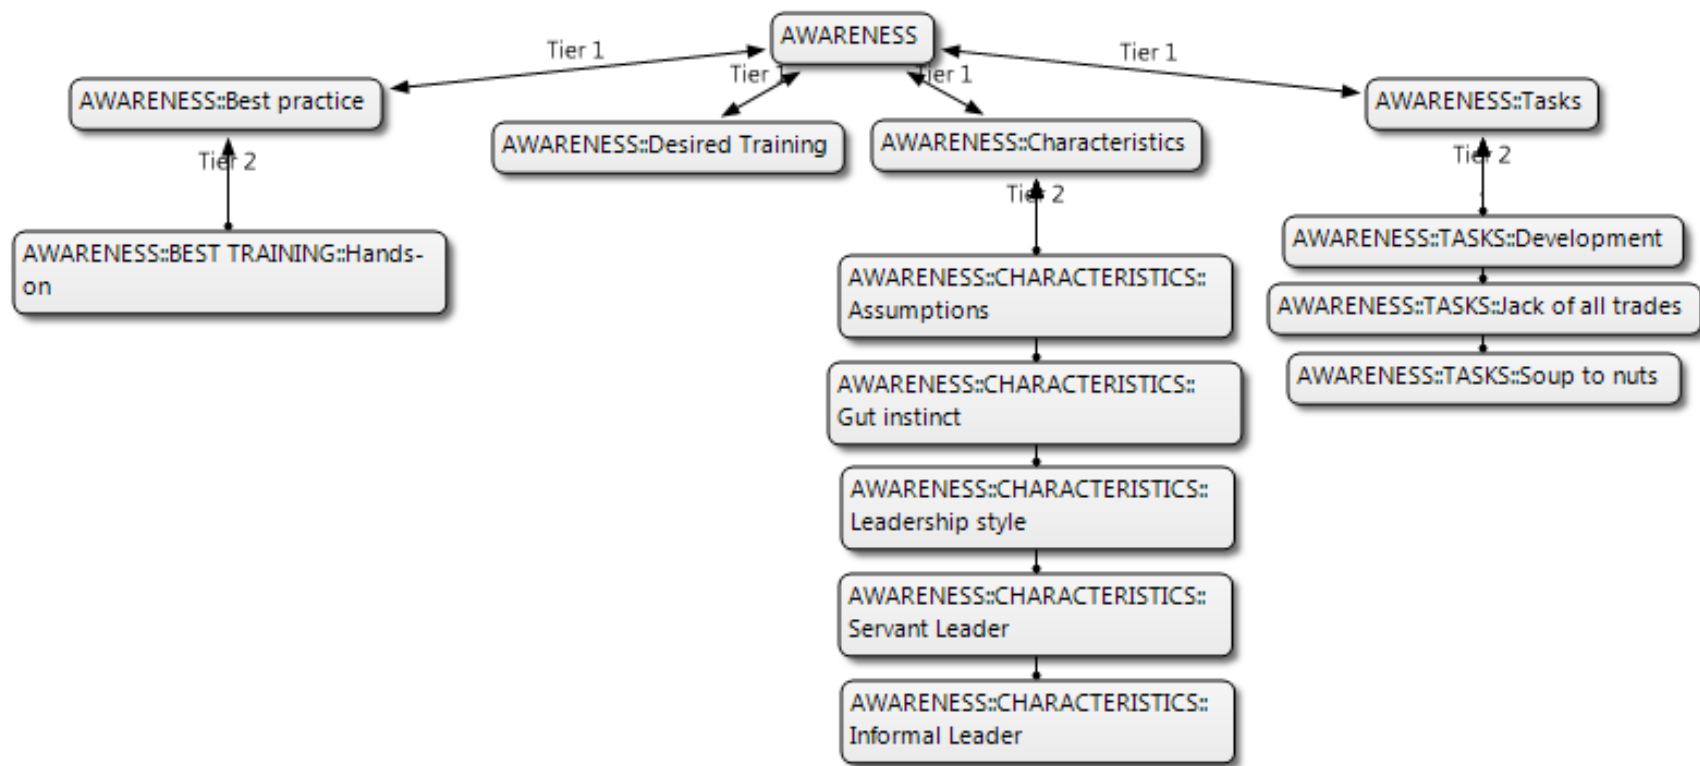 AWARENESS
Tier 1
Tier 1
Tier 1
Tier 1
AWARENESS::Best practice
AWARENESS::Desired Training
AWARENESS::Characteristics
AWARENESS::Tasks
Tier 2
Tier 2
Tier 2
AWARENESS::BEST TRAINING::Hands-
on
AWARENESS::CHARACTERISTICS::
Assumptions
AWARENESS::CHARACTERISTICS::
Gut instinct
AWARENESS::CHARACTERISTICS::
Leadership style
AWARENESS::CHARACTERISTICS::
Servant Leader
AWARENESS::CHARACTERISTICS::
Informal Leader
AWARENESS::TASKS::Development
AWARENESS::TASKS::Jack of all trades
AWARENESS::TASKS::Soup to nuts